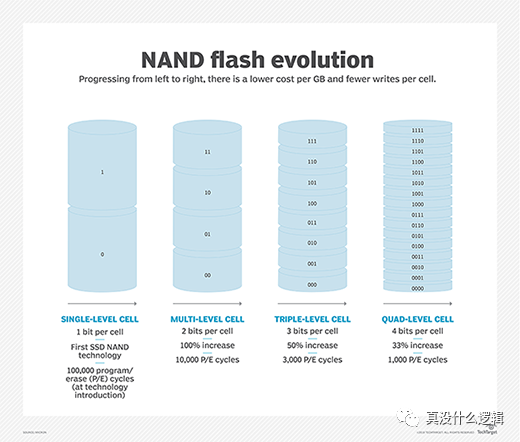 NAND flash evolution
Progressing from left to right, there is a lower cost per GB and fewer writes per cell.
1
0
11
10
01
00
111
110
101
100
011
010
001
000
1111
1110
1101
1100
1011
1010
1001
1000
0111
0110
0101
0100
0011
0010
0001
0000
SINGLE-LEVEL CELL
1 bit per cell
First SSD NAND
technology
100,000 program/
erase (P/E) cycles
(at technology
introduction)
MULTI-LEVEL CELL
2 bits per cell
100% increase
10,000 P/E cycles
TRIPLE-LEVEL CELL
3 bits per cell
50% increase
3,000 P/E cycles
QUAD-LEVEL CELL
4 bits per cell
33% increase
1,000 P/E cycles
真没什么逻辑
TechTarget